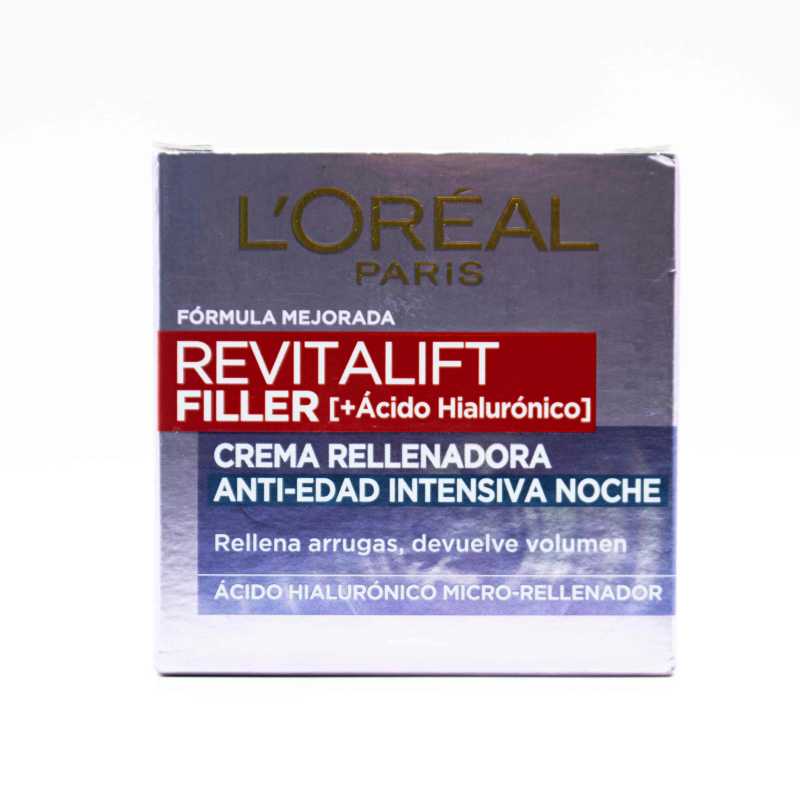 L'ORÉAL
PARIS
FÓRMULA MEJORADA
REVITALIFT
FILLER [+Ácido Hialurónico]
CREMA RELLENADORA
ANTI-EDAD INTENSIVA NOCHE
Rellena arrugas, devuelve volumen
ÁCIDO HIALURÓNICO MICRO-RELLENADOR